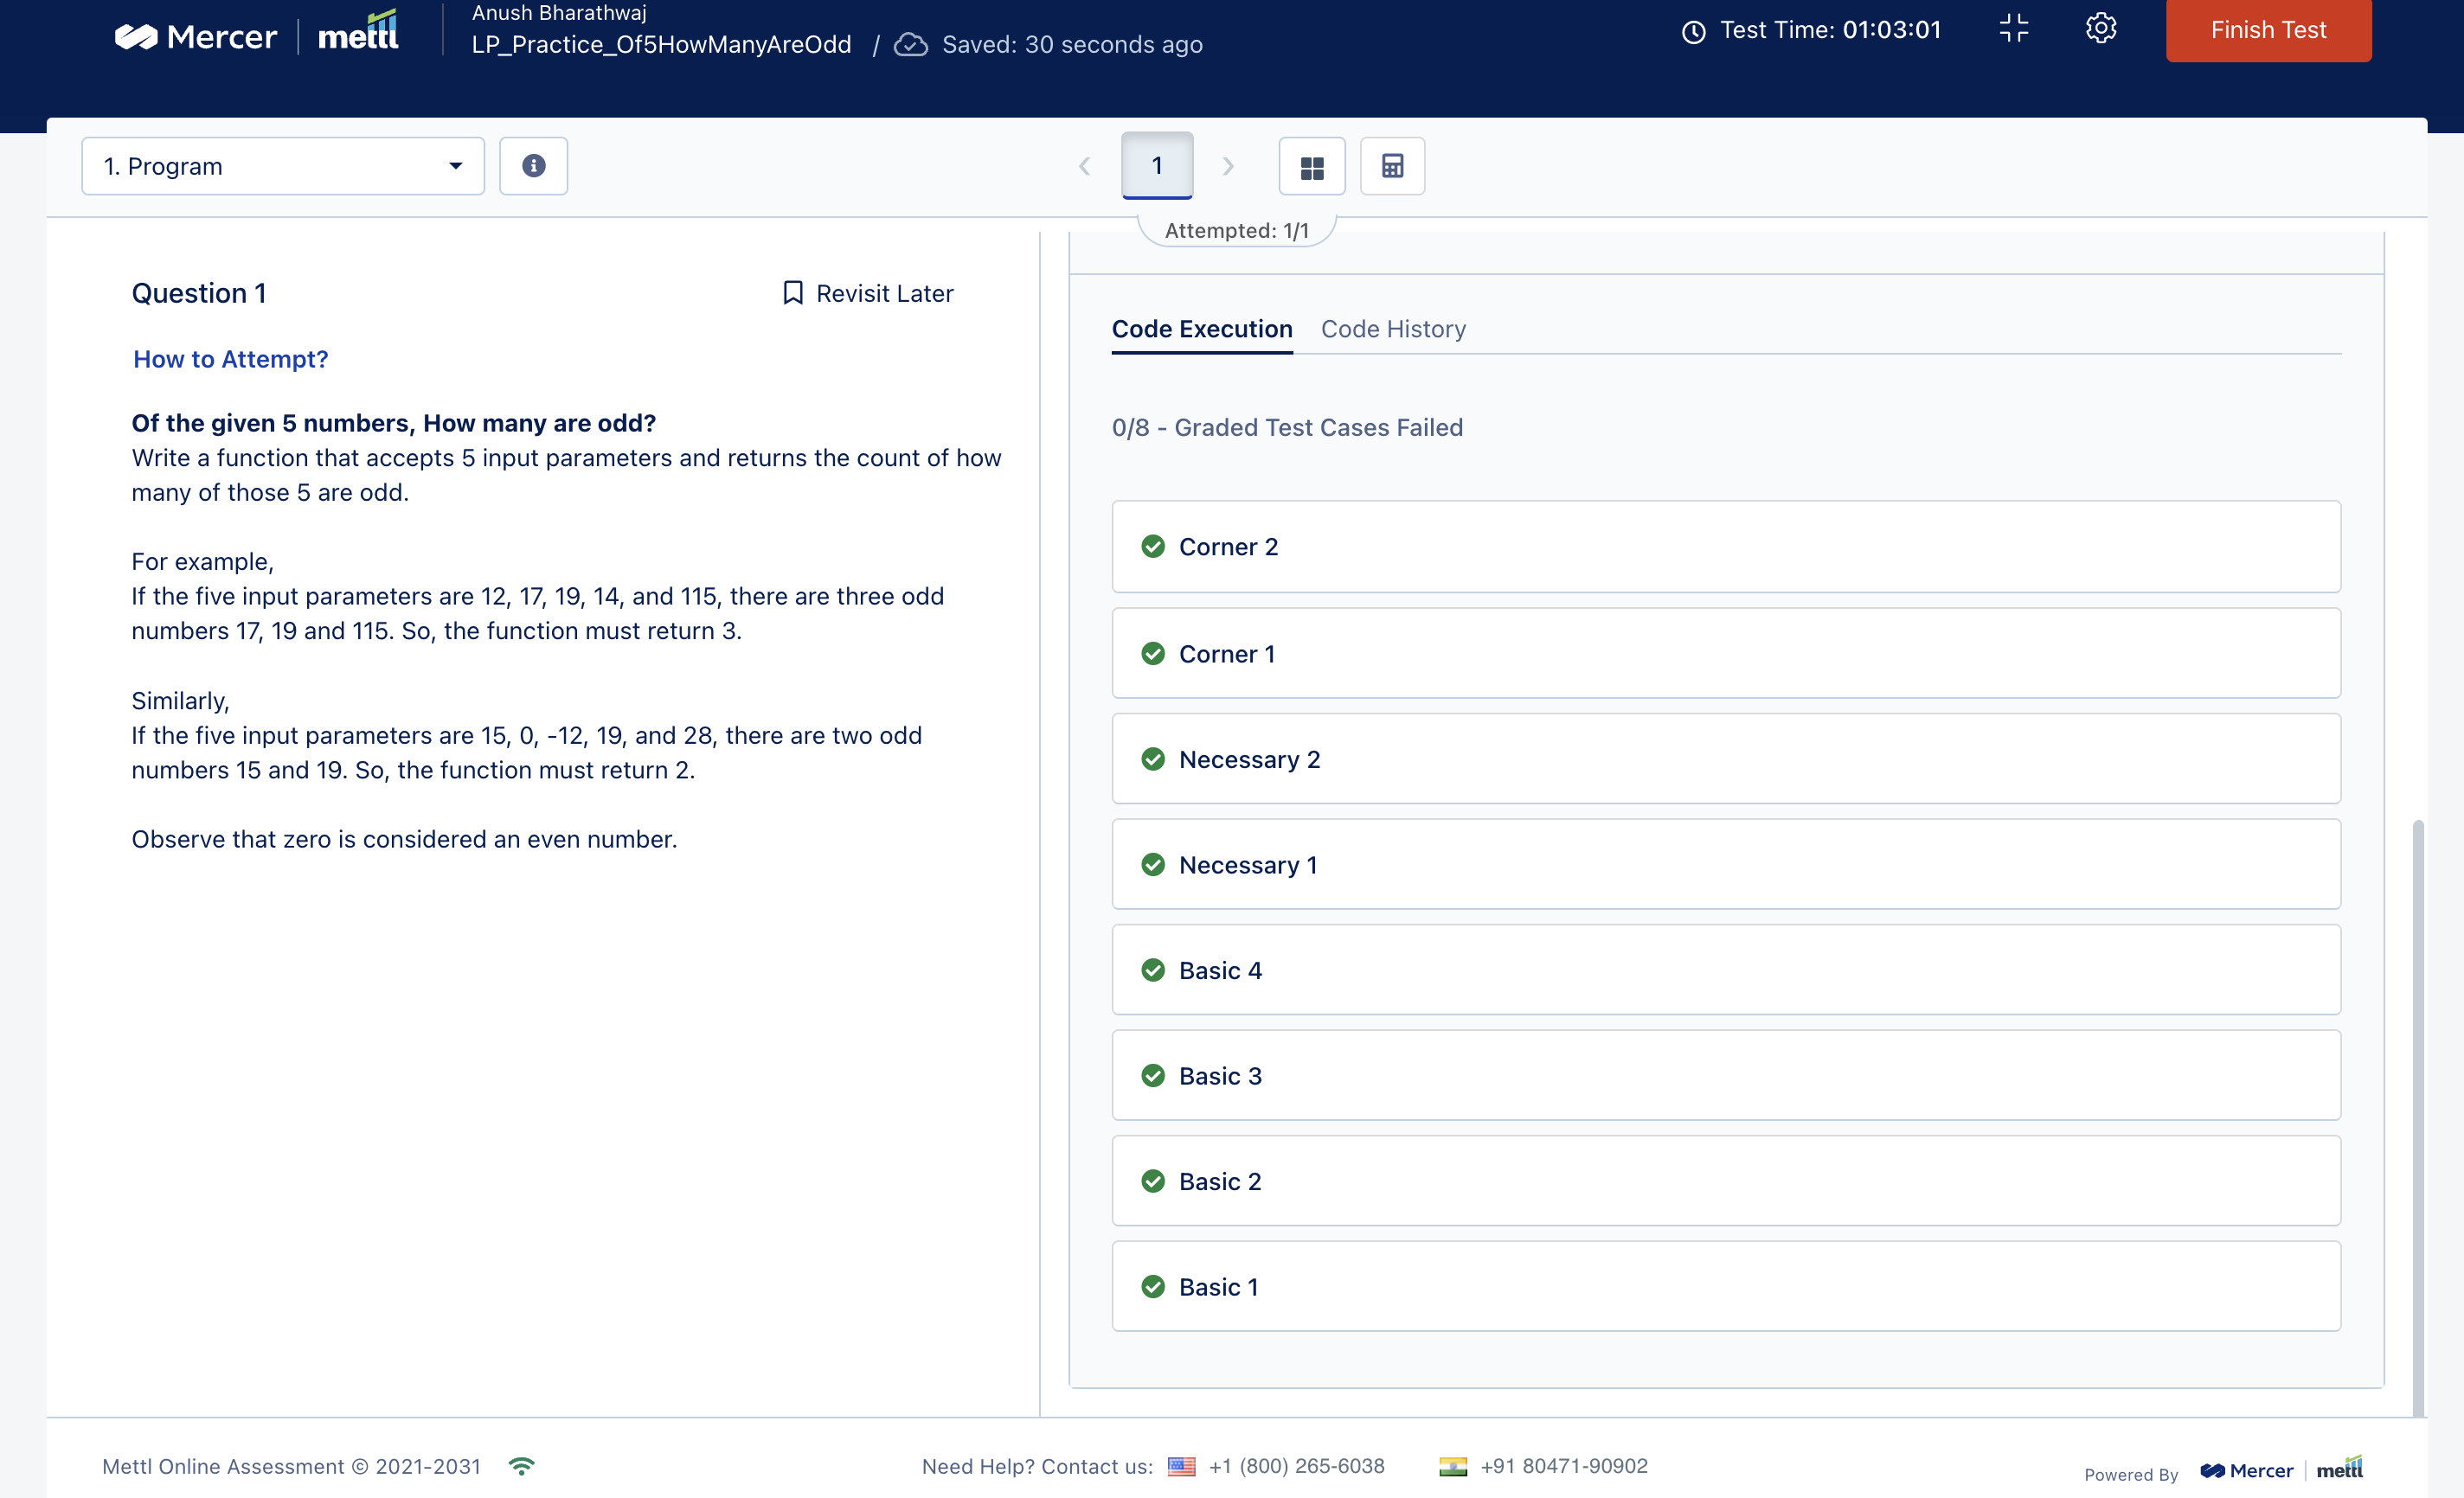 Mercer
mettl
Anush Bharathwaj
LP_Practice_Of5HowManyAreOdd / Saved: 30 seconds ago
Test Time: 01:03:01
Finish Test
1. Program
1
Attempted: 1/1
Question 1
Revisit Later
How to Attempt?
Of the given 5 numbers, How many are odd?
Write a function that accepts 5 input parameters and returns the count of how
many of those 5 are odd.
For example,
If the five input parameters are 12, 17, 19, 14, and 115, there are three odd
numbers 17, 19 and 115. So, the function must return 3.
Similarly,
If the five input parameters are 15, 0, -12, 19, and 28, there are two odd
numbers 15 and 19. So, the function must return 2.
Observe that zero is considered an even number.
Code Execution
Code History
0/8 - Graded Test Cases Failed
Corner 2
Corner 1
Necessary 2
Necessary 1
Basic 4
Basic 3
Basic 2
Basic 1
Mettl Online Assessment © 2021-2031
Need Help? Contact us: +1 (800) 265-6038 +91 80471-90902
Powered By Mercer mettl